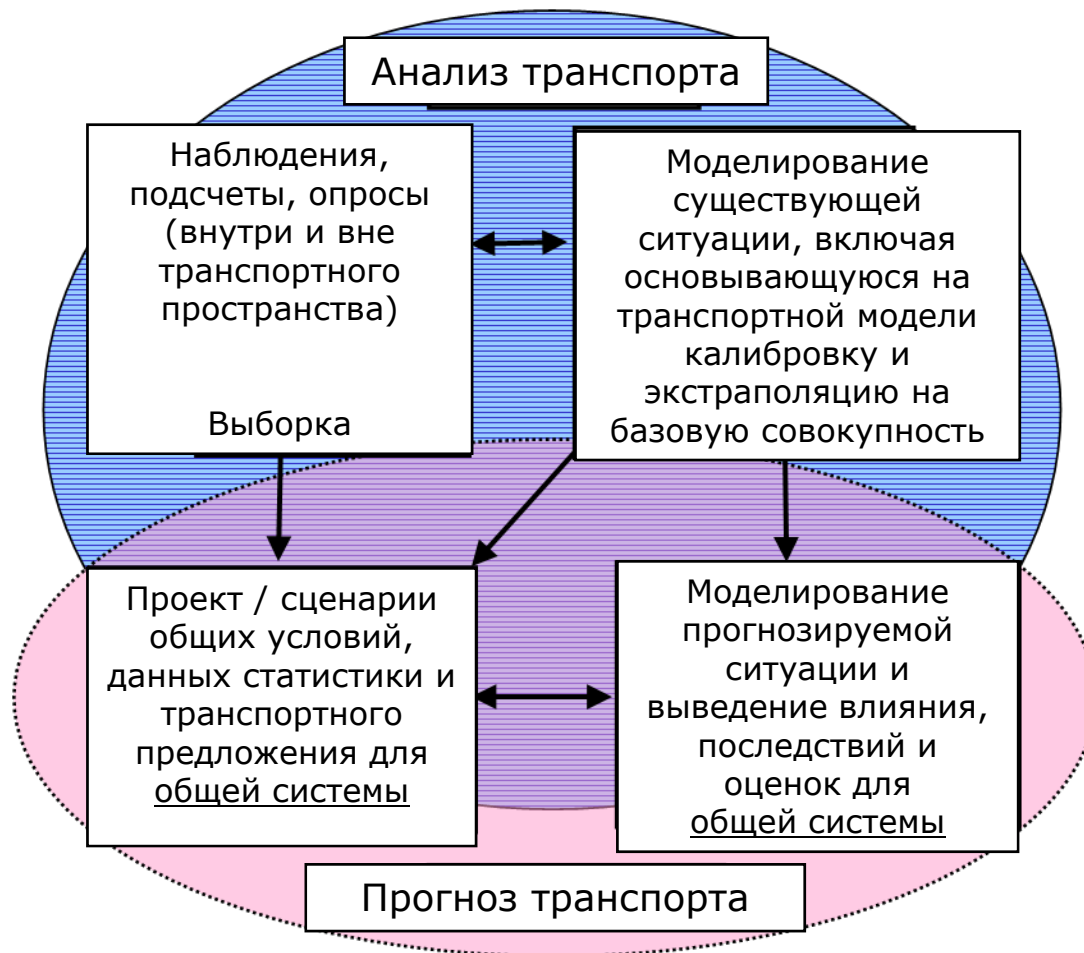 Анализ транспорта
Наблюдения,
подсчеты, опросы
(внутри и вне
транспортного
пространства)
Выборка
Моделирование
существующей
ситуации, включая
основывающуюся на
транспортной модели
калибровку и
экстраполяцию на
базовую совокупность
Проект / сценарии
общих условий,
данных статистики и
транспортного
предложения для
общей системы
Моделирование
прогнозируемой
ситуации и
выведение влияния,
последствий и
оценок для
общей системы
Прогноз транспорта